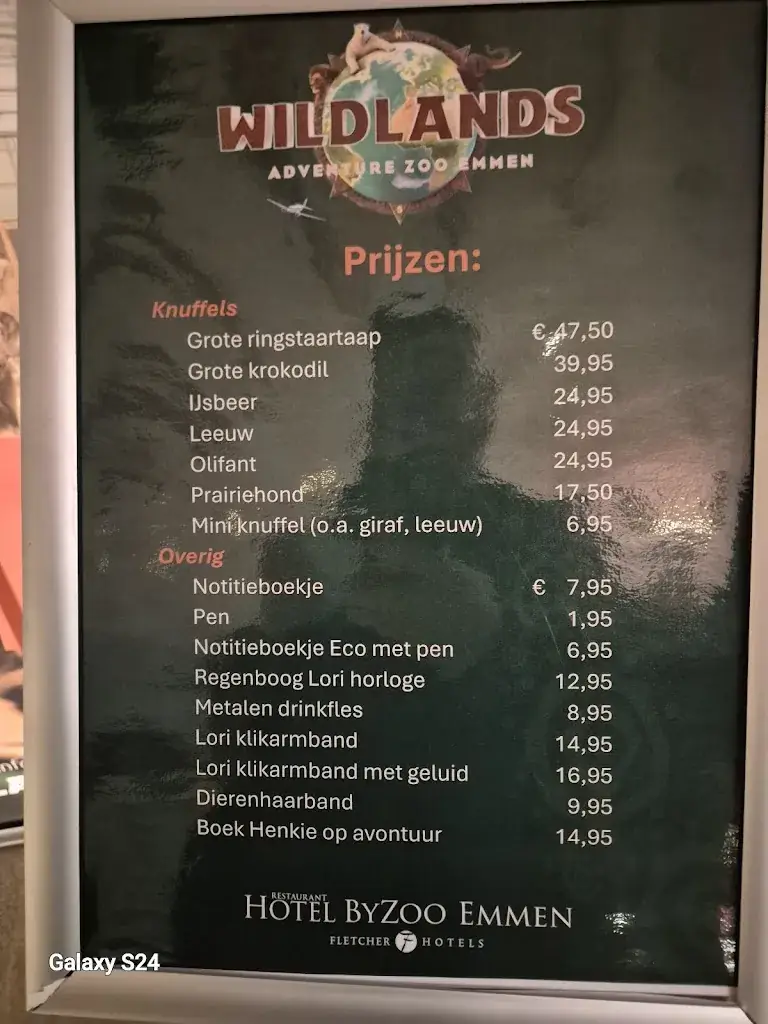 WILDLANDS
ADVENTURE ZOO EMMEN
Prijzen:
Knuffels
Grote ringstaartaap € 47,50
Grote krokodil 39,95
IJsbeer 24,95
Leeuw 24,95
Olifant 24,95
Prairiehond 17,50
Mini knuffel (o.a. giraf, leeuw) 6,95
Overig
Notitieboekje € 7,95
Pen 1,95
Notitieboekje Eco met pen 6,95
Regenboog Lori horloge 12,95
Metalen drinkfles 8,95
Lori klikarmband 14,95
Lori klikarmband met geluid 16,95
Dierenhaarband 9,95
Boek Henkie op avontuur 14,95
RESTAURANT
HOTEL BYZOO EMMEN
FLETCHER HOTELS
Galaxy S24